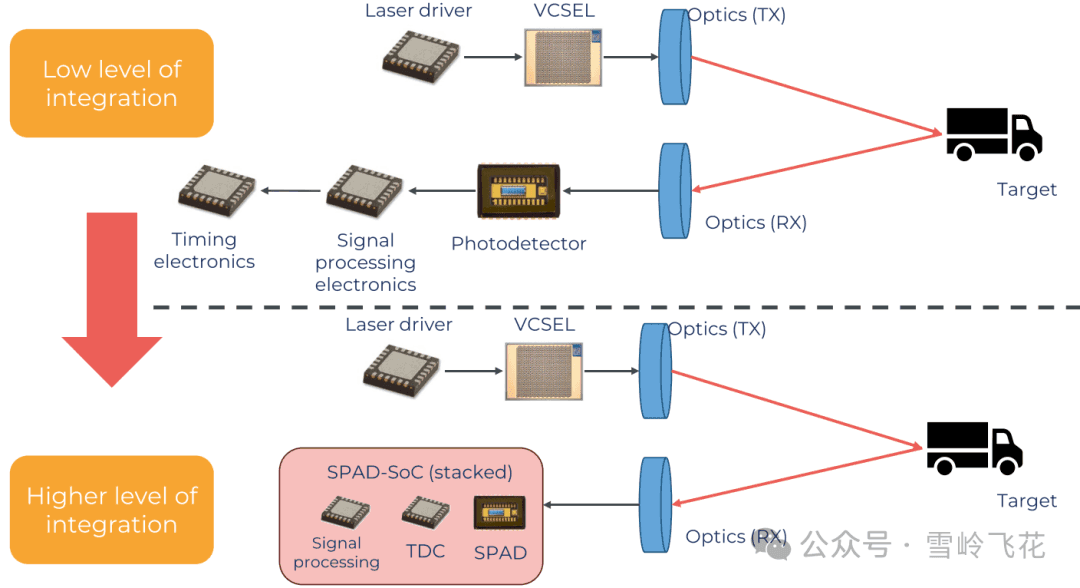 Laser driver
VCSEL
Optics (TX)
Low level of
integration
Target
Optics (RX)
Photodetector
Signal
processing
electronics
Timing
electronics
Laser driver
VCSEL
Optics (TX)
Higher level of
integration
SPAD-SoC (stacked)
Signal
processing
TDC
SPAD
Target
Optics (RX)
公众号 · 雪岭飞花